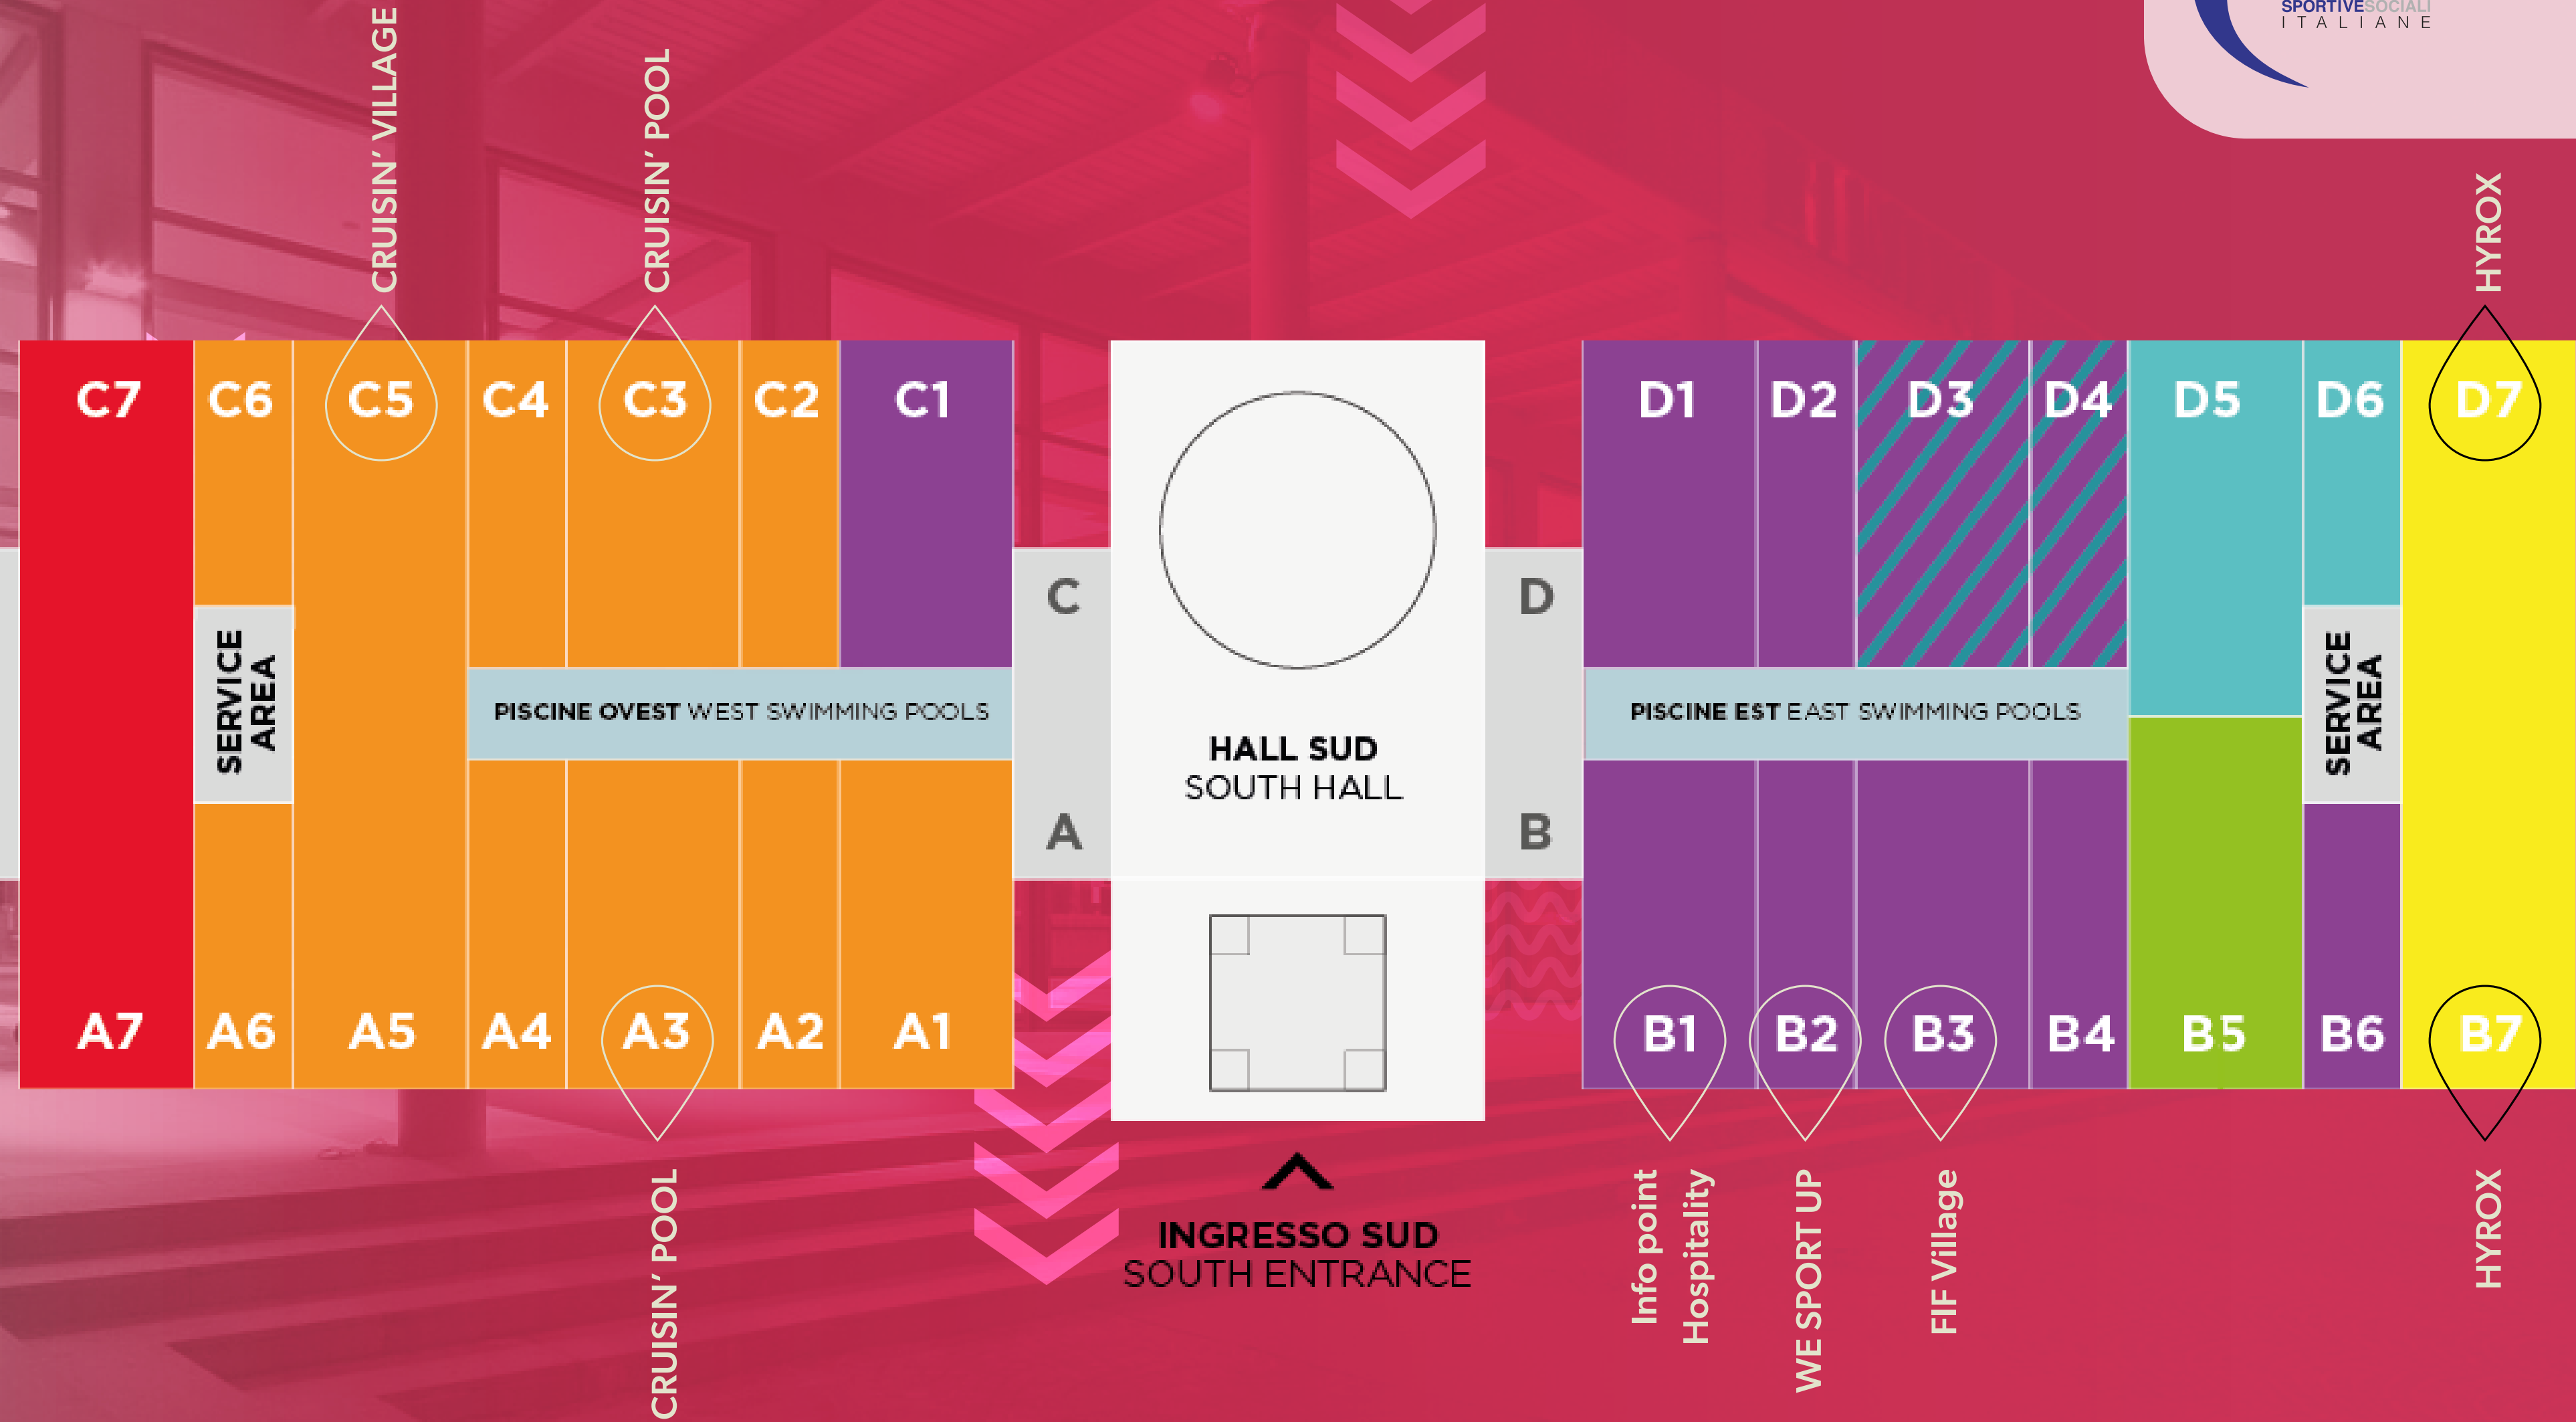 SPORTIVESOCIALI
ITALIANE
CRUISIN’ VILLAGE
CRUISIN’ POOL
HYROX
C7
C6
C5
C4
C3
C2
C1
D1
D2
D3
D4
D5
D6
D7
C
D
SERVICE
AREA
PISCINE OVEST WEST SWIMMING POOLS
HALL SUD
SOUTH HALL
PISCINE EST EAST SWIMMING POOLS
SERVICE
AREA
A
B
A7
A6
A5
A4
A3
A2
A1
B1
B2
B3
B4
B5
B6
B7
CRUISIN’ POOL
INGRESSO SUD
SOUTH ENTRANCE
Info point
Hospitality
WE SPORT UP
FIF Village
HYROX